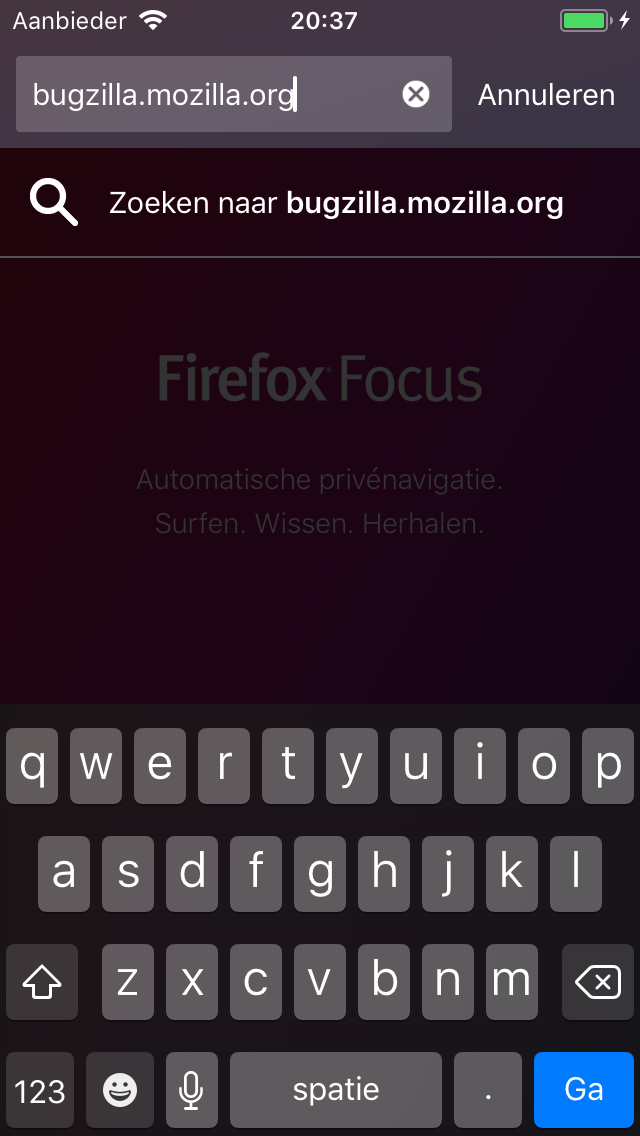 Aanbieder 20:37
bugzilla.mozilla.org Annuleren
Zoeken naar bugzilla.mozilla.org
Firefox Focus
Automatische privénavigatie.
Surfen. Wissen. Herhalen.
q w e r t y u i o p
a s d f g h j k l
z x c v b n m
123 spatie . Ga